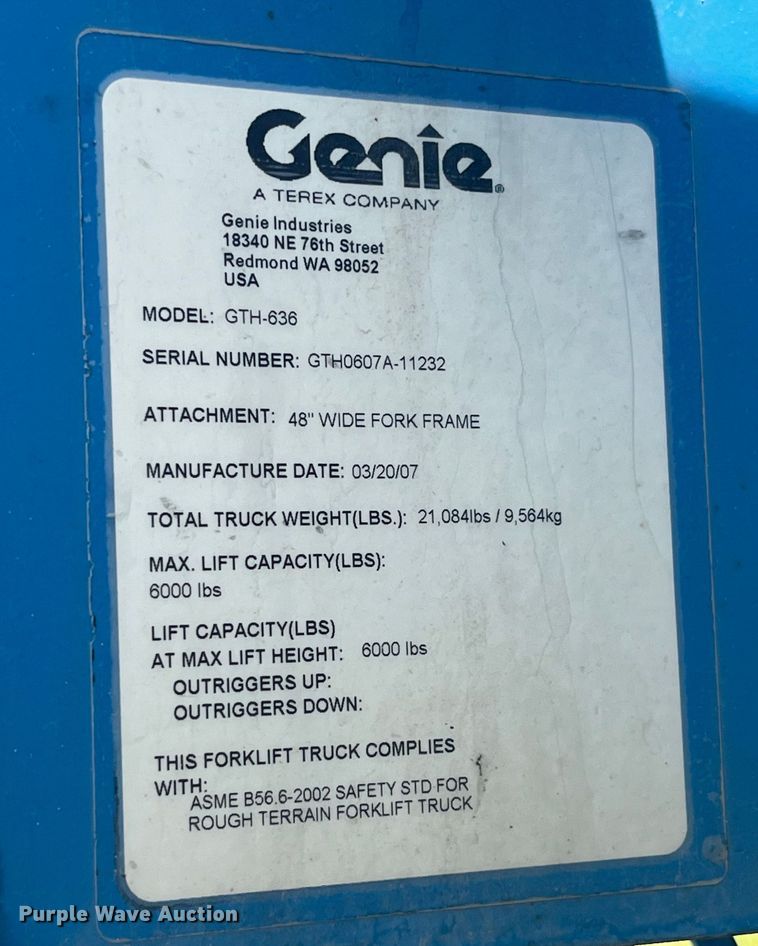 Genie®
A TEREX COMPANY
Genie Industries
18340 NE 76th Street
Redmond WA 98052
USA
MODEL: GTH-636
SERIAL NUMBER: GTH0607A-11232
ATTACHMENT: 48" WIDE FORK FRAME
MANUFACTURE DATE: 03/20/07
TOTAL TRUCK WEIGHT(LBS.): 21,084lbs / 9,564kg
MAX. LIFT CAPACITY(LBS):
6000 lbs
LIFT CAPACITY(LBS)
AT MAX LIFT HEIGHT: 6000 lbs
OUTRIGGERS UP:
OUTRIGGERS DOWN:
THIS FORKLIFT TRUCK COMPLIES
WITH:
ASME B56.6-2002 SAFETY STD FOR
ROUGH TERRAIN FORKLIFT TRUCK
Purple Wave Auction